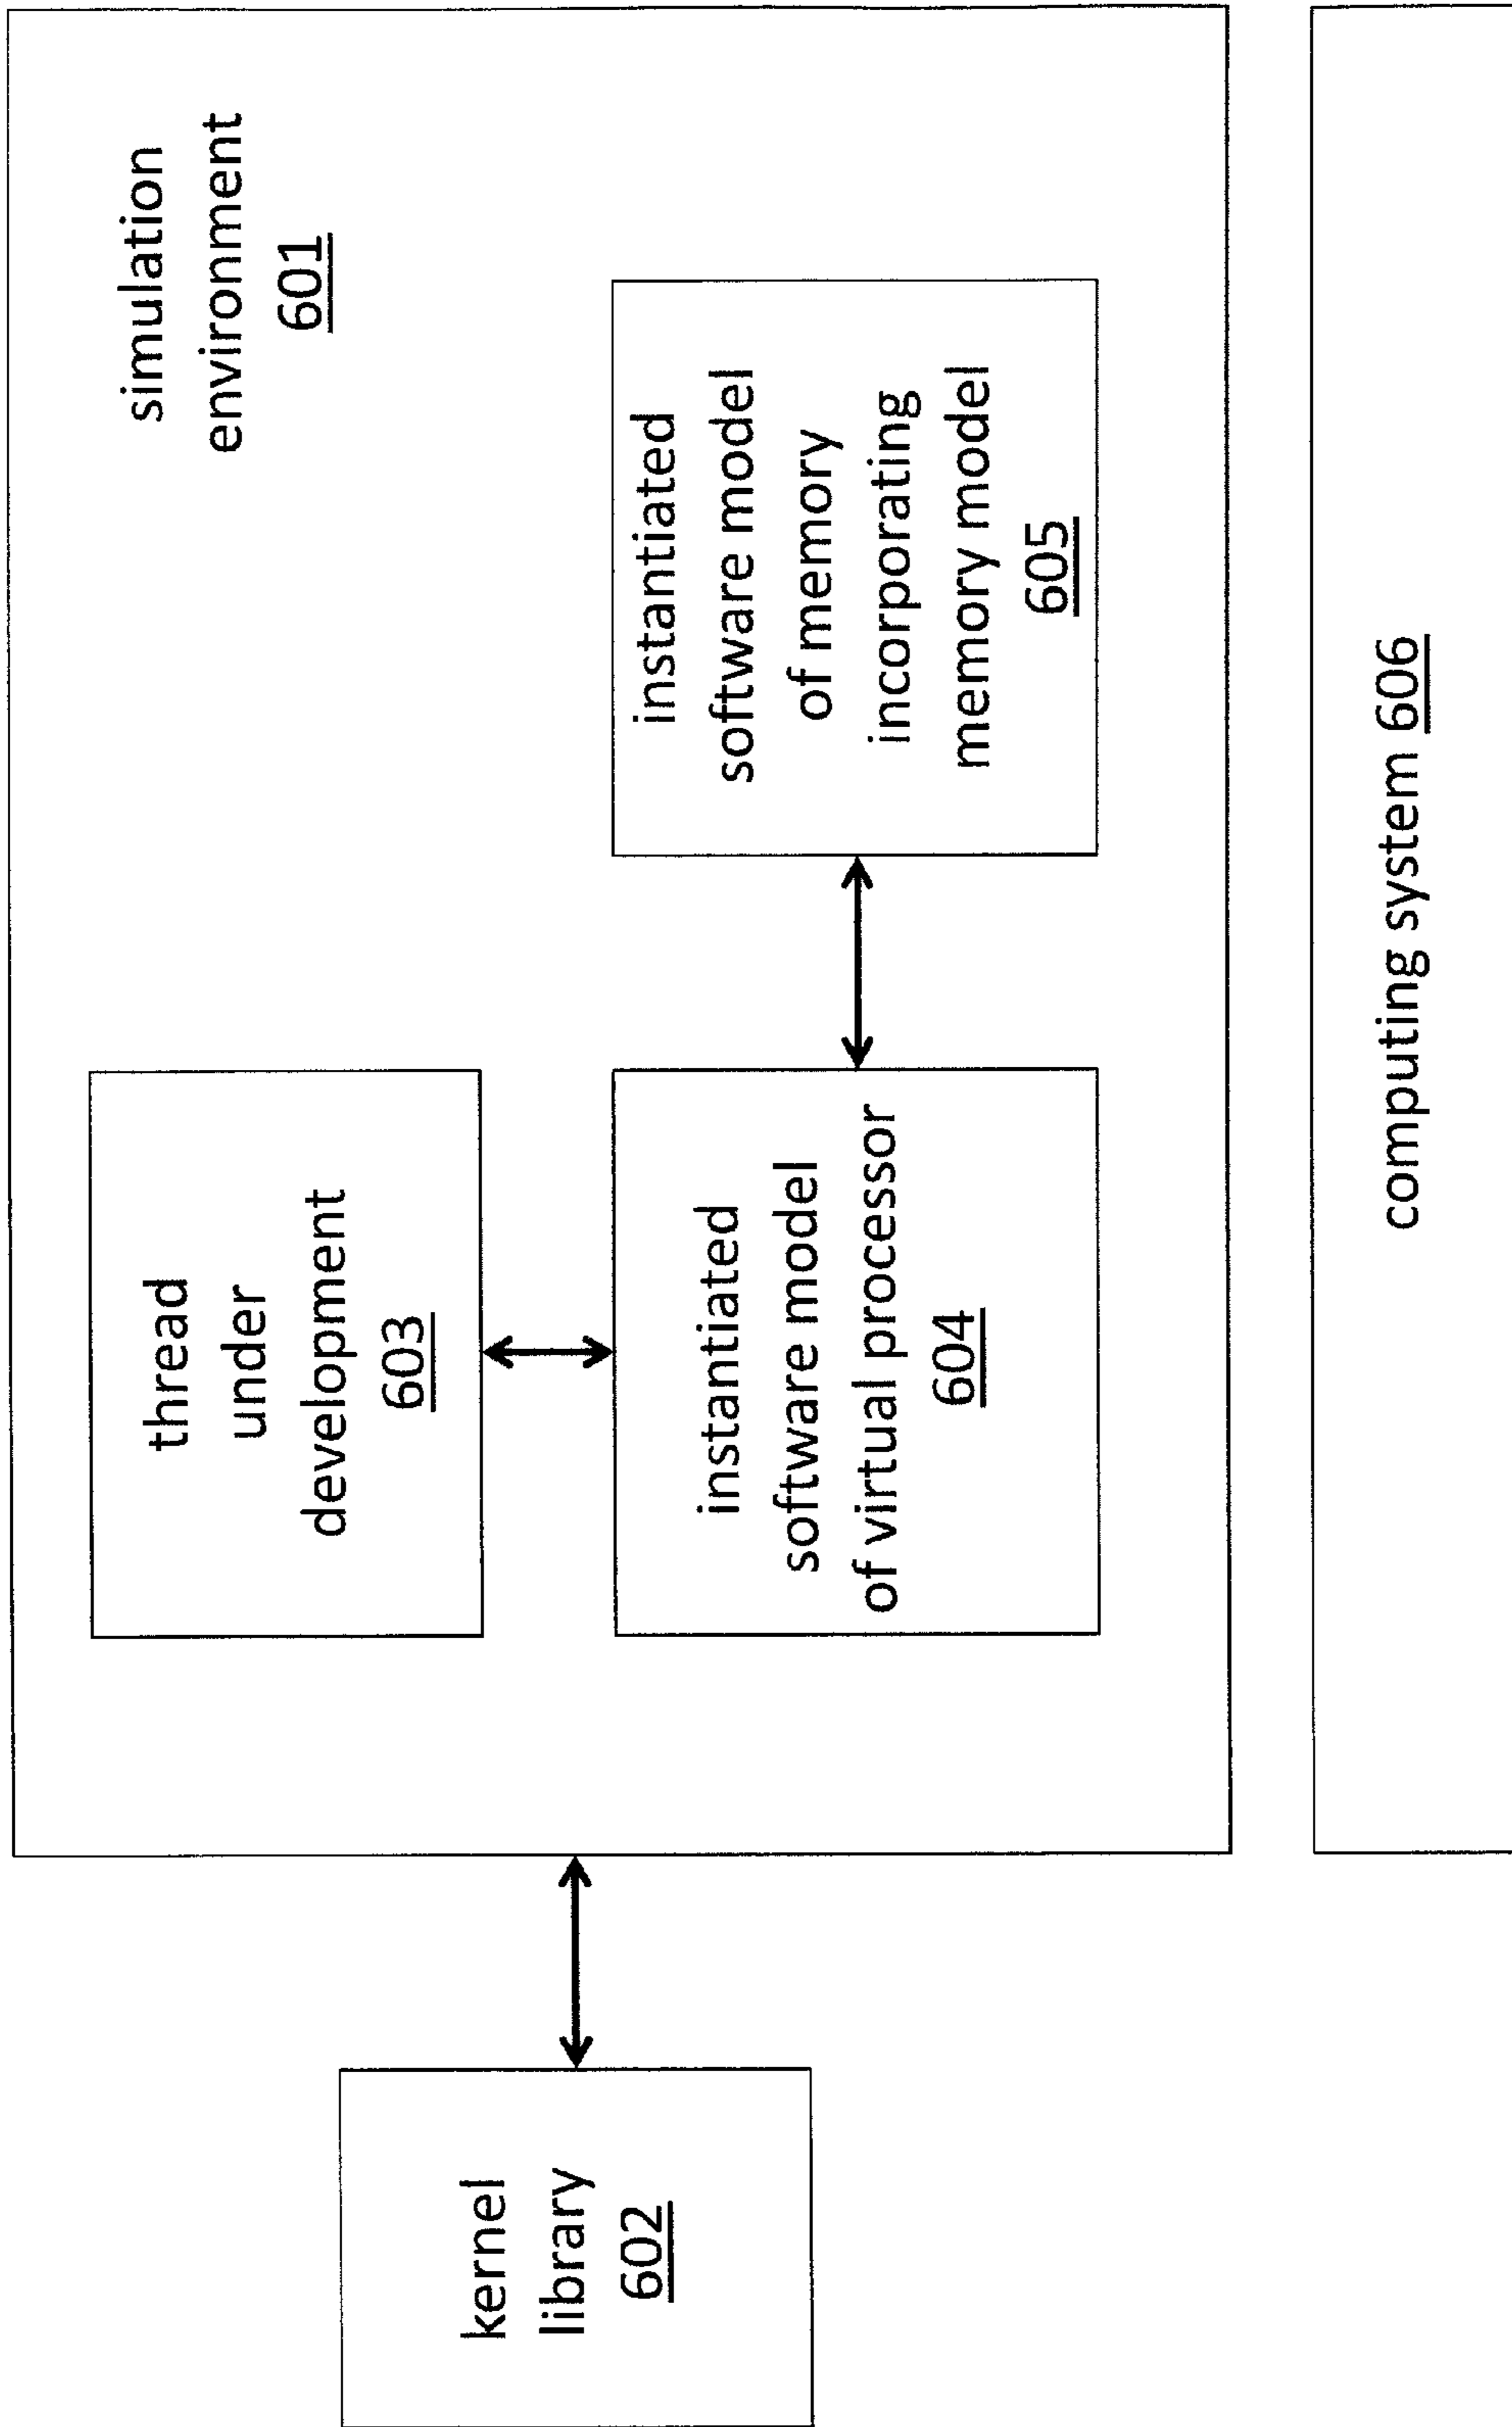 simulation
environment
601
thread
under
development
603
kernel
library
602
instantiated
software model
of virtual processor
604
instantiated
software model
of memory
incorporating
memory model
605
computing system 606